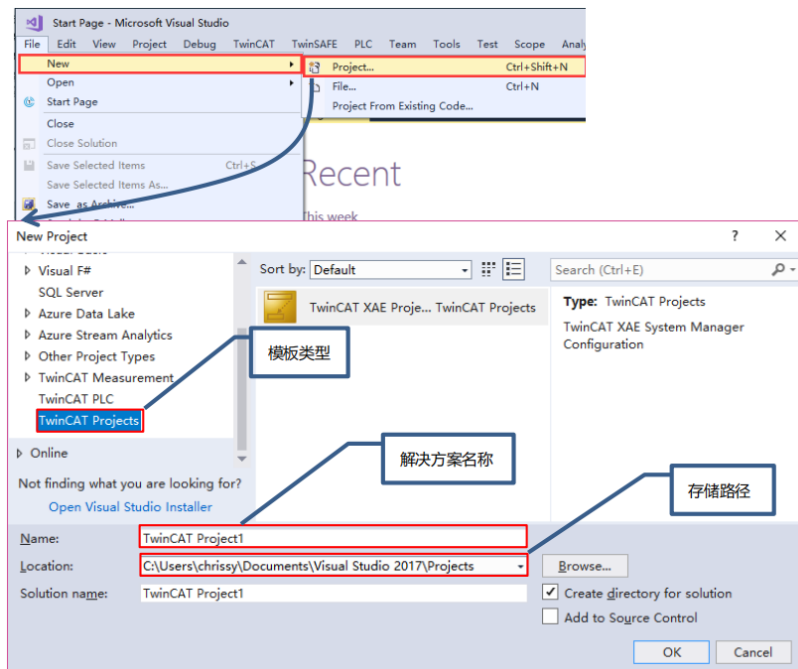 Start Page - Microsoft Visual Studio
File Edit View Project Debug TwinCAT TwinSAFE PLC Team Tools Test Scope Analy
New
Project... Ctrl+Shift+N
Open
File... Ctrl+N
Start Page
Project From Existing Code...
Close
Close Solution
Save Selected Items Ctrl+S
Save Selected Items As...
Save as Archive...
Recent
This week
New Project ? ×
Visual F#
SQL Server
Azure Data Lake
Azure Stream Analytics
Other Project Types
TwinCAT Measurement
TwinCAT PLC
TwinCAT Projects
Online
Not finding what you are looking for?
Open Visual Studio Installer
Sort by: Default
Search (Ctrl+E)
TwinCAT XAE Proje... TwinCAT Projects
Type: TwinCAT Projects
TwinCAT XAE System Manager
Configuration
模板类型
解决方案名称
存储路径
Name: TwinCAT Project1
Location: C:\Users\chrissy\Documents\Visual Studio 2017\Projects Browse...
Solution name: TwinCAT Project1
Create directory for solution
Add to Source Control
OK Cancel